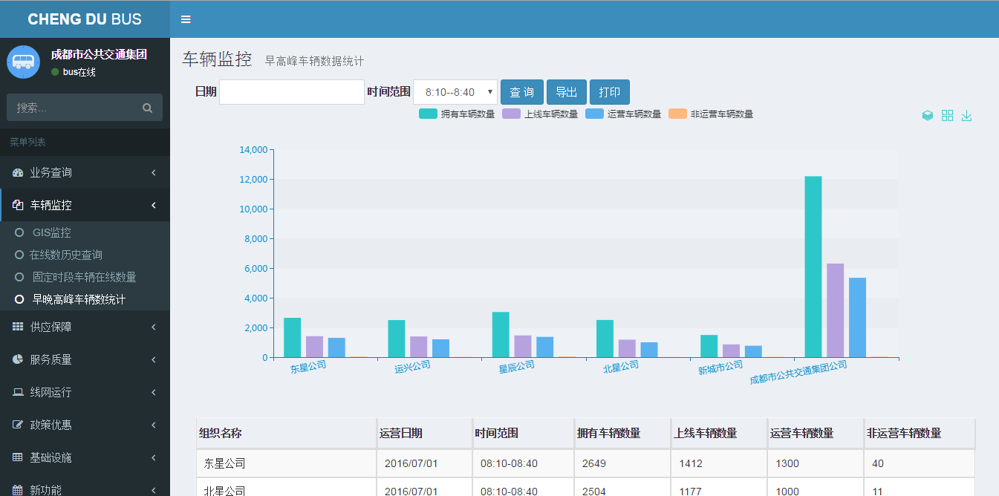 CHENG DU BUS
成都市公共交通集团
bus在线
搜索...
菜单列表
业务查询
车辆监控
GIS监控
在线数历史查询
固定时段车辆在线数量
早晚高峰车辆数统计
供应保障
服务质量
线网运行
政策优惠
基础设施
新功能
车辆监控 早高峰车辆数据统计
日期 时间范围 8:10--8:40 查 询 导出 打印
拥有车辆数量 上线车辆数量 运营车辆数量 非运营车辆数量
14,000
12,000
10,000
8,000
6,000
4,000
2,000
0
东星公司 运兴公司 星辰公司 北星公司 新城市公司 成都市公共交通集团公司
组织名称 运营日期 时间范围 拥有车辆数量 上线车辆数量 运营车辆数量 非运营车辆数量
东星公司 2016/07/01 08:10-08:40 2649 1412 1300 40
北星公司 2016/07/01 08:10-08:40 2504 1177 1000 11